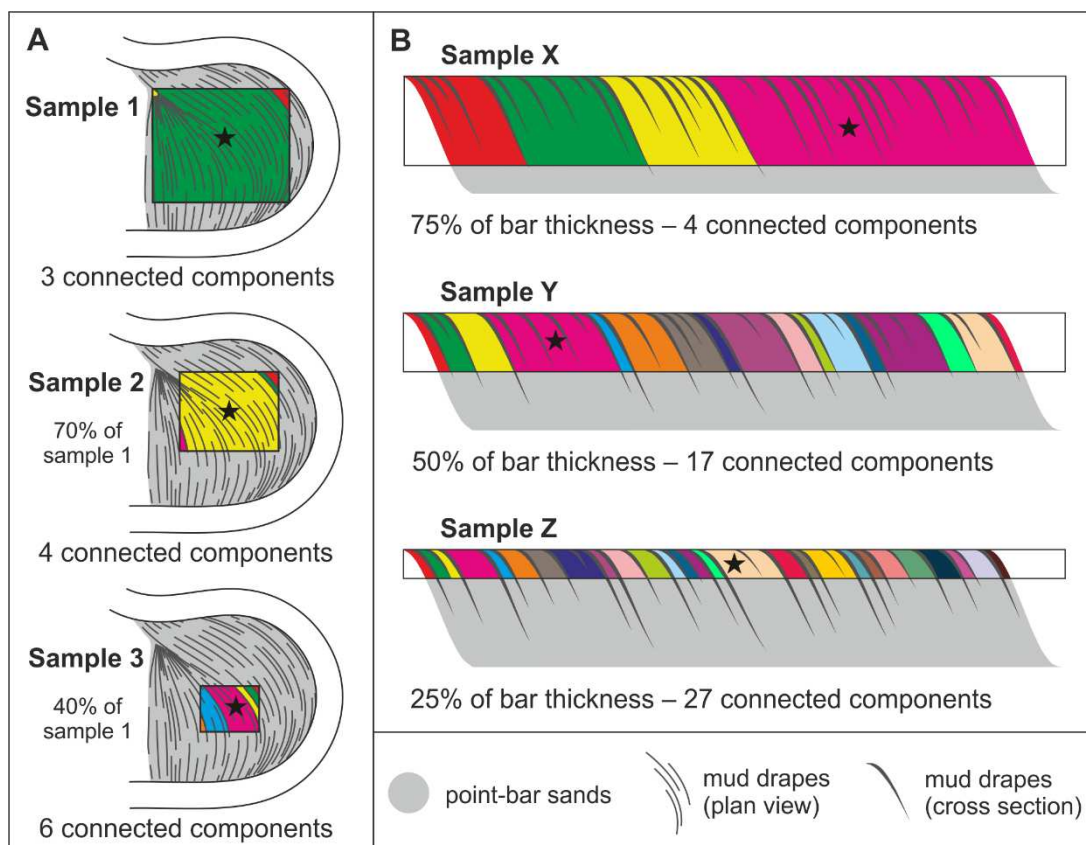 A
Sample 1
3 connected components
Sample 2
70% of
sample 1
4 connected components
Sample 3
40% of
sample 1
6 connected components
B
Sample X
75% of bar thickness – 4 connected components
Sample Y
50% of bar thickness – 17 connected components
Sample Z
25% of bar thickness – 27 connected components
point-bar sands
mud drapes
(plan view)
mud drapes
(cross section)